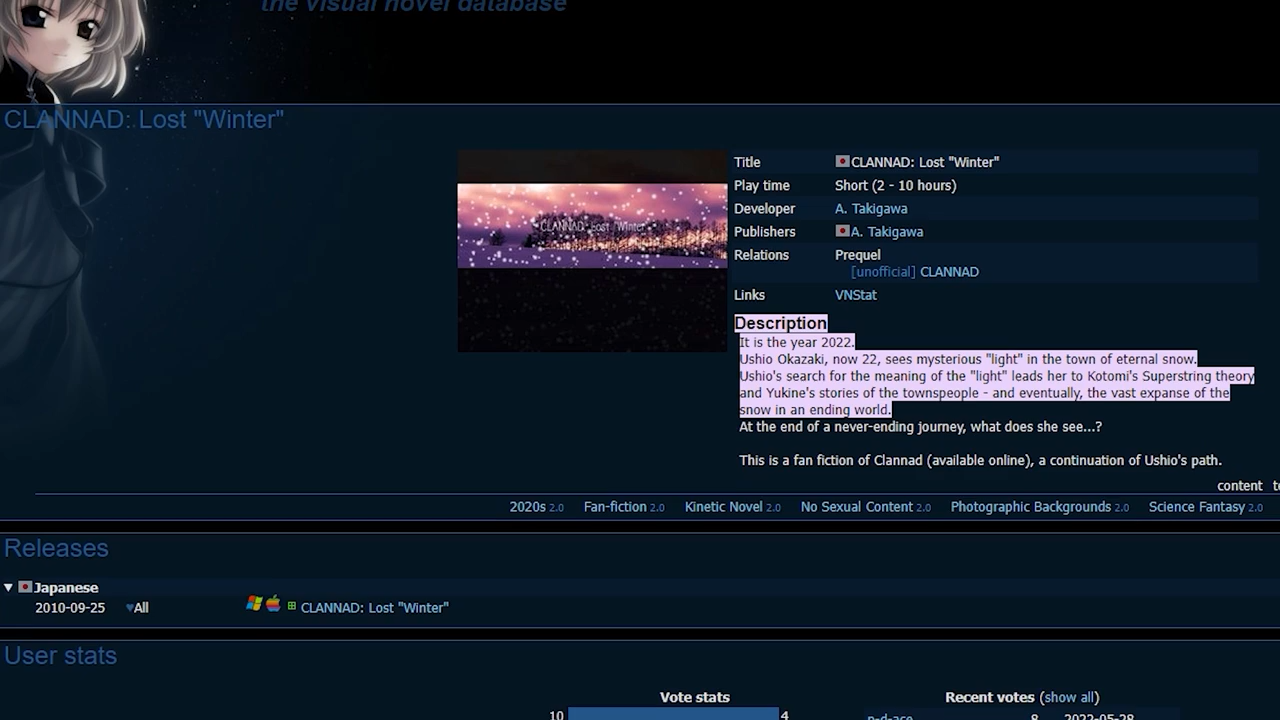 the visual novel database
CLANNAD: Lost "Winter"
CLANNAD: Lost "Winter"
Title CLANNAD: Lost "Winter"
Play time Short (2 - 10 hours)
Developer A. Takigawa
Publishers A. Takigawa
Relations Prequel
[unofficial] CLANNAD
Links VNStat
Description
It is the year 2022.
Ushio Okazaki, now 22, sees mysterious "light" in the town of eternal snow.
Ushio's search for the meaning of the "light" leads her to Kotomi's Superstring theory
and Yukine's stories of the townspeople - and eventually, the vast expanse of the
snow in an ending world.
At the end of a never-ending journey, what does she see...?
This is a fan fiction of Clannad (available online), a continuation of Ushio's path.
content
2020s 2.0 Fan-fiction 2.0 Kinetic Novel 2.0 No Sexual Content 2.0 Photographic Backgrounds 2.0 Science Fantasy 2.0
Releases
Japanese
2010-09-25 All CLANNAD: Lost "Winter"
User stats
Vote stats Recent votes (show all)
10 4 8 2022-05-28